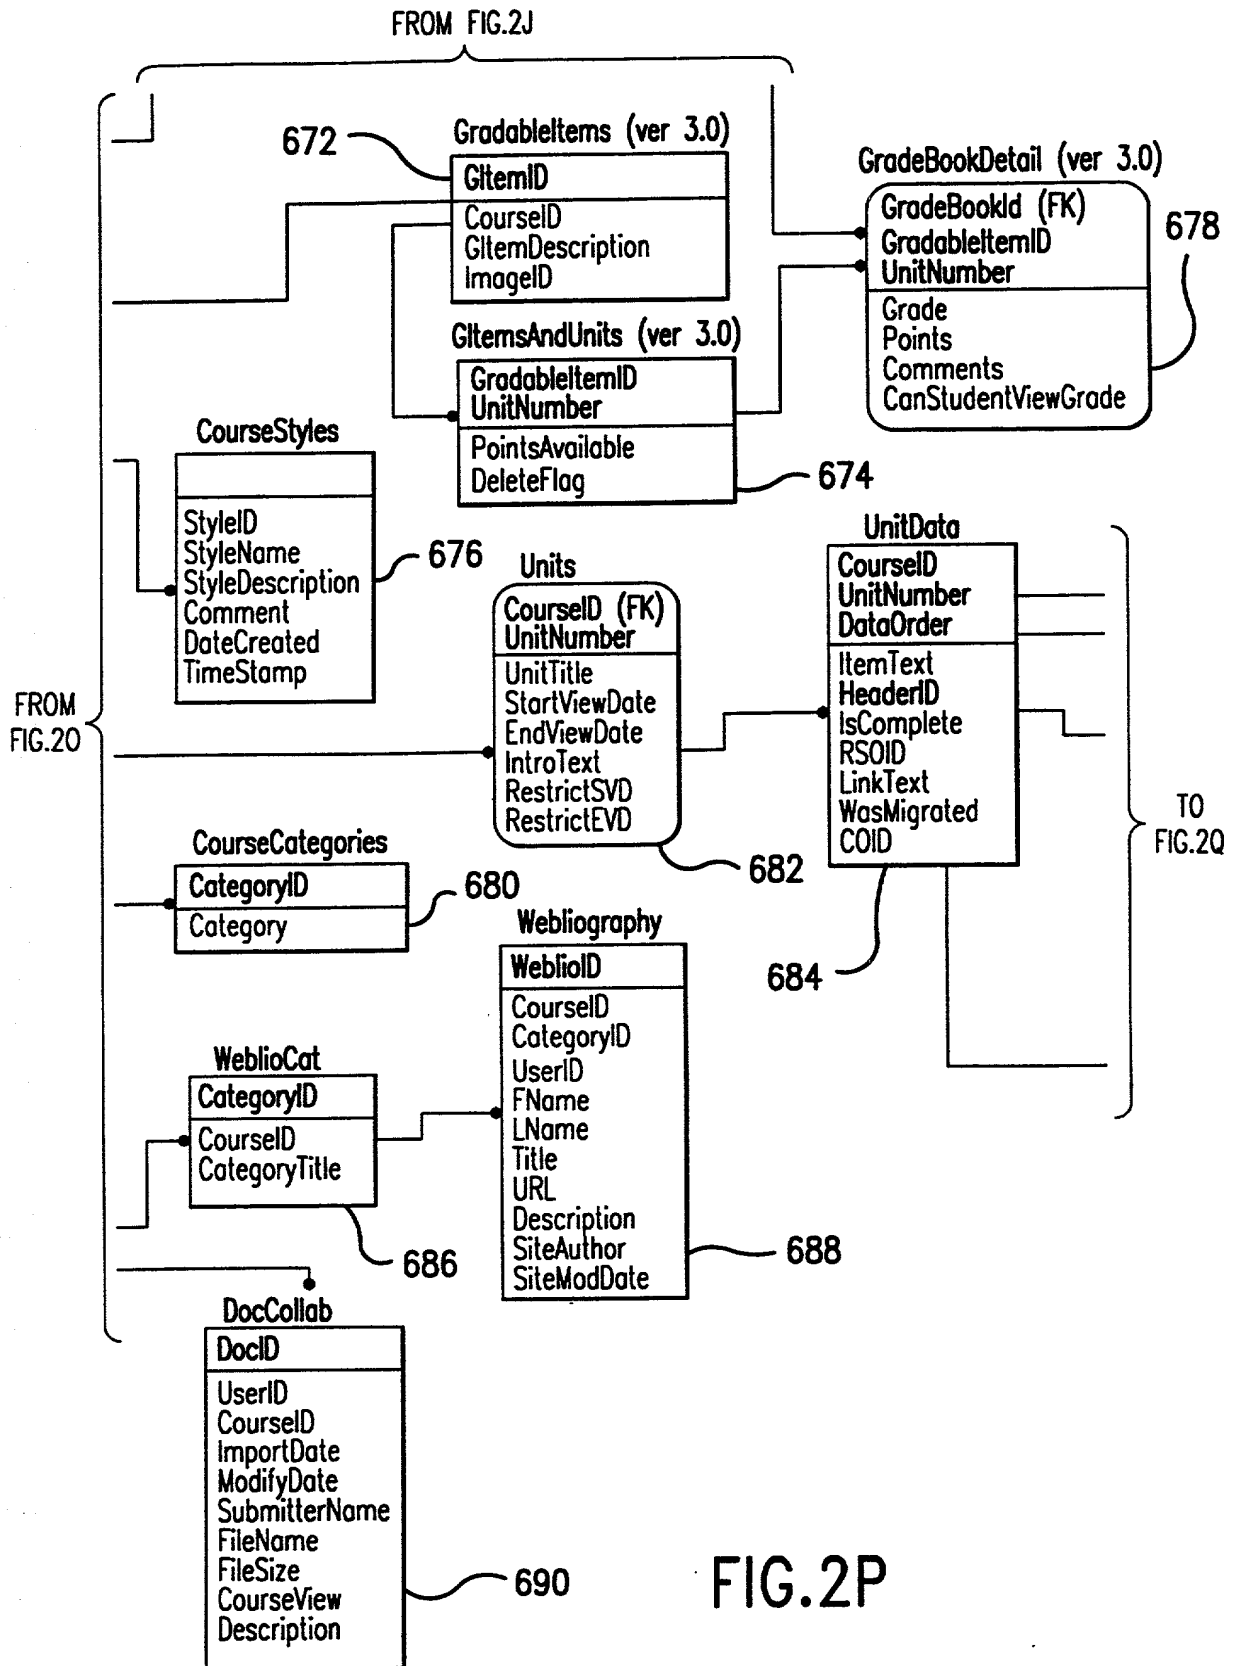 FROM FIG.2J
672
GradableItems (ver 3.0)
GItemID
CourseID
GItemDescription
ImageID
GradeBookDetail (ver 3.0)
GradeBookId (FK)
GradableItemID
UnitNumber
Grade
Points
Comments
CanStudentViewGrade
678
GItemsAndUnits (ver 3.0)
GradableItemID
UnitNumber
PointsAvailable
DeleteFlag
674
CourseStyles
StyleID
StyleName
StyleDescription
Comment
DateCreated
TimeStamp
676
Units
CourseID (FK)
UnitNumber
UnitTitle
StartViewDate
EndViewDate
IntroText
RestrictSVD
RestrictEVD
682
UnitData
CourseID
UnitNumber
DataOrder
ItemText
HeaderID
IsComplete
RSOID
LinkText
WasMigrated
COID
684
FROM
FIG.2O
TO
FIG.2Q
CourseCategories
CategoryID
Category
680
Webliography
WeblioID
CourseID
CategoryID
UserID
FName
LName
Title
URL
Description
SiteAuthor
SiteModDate
688
WeblioCat
CategoryID
CourseID
CategoryTitle
686
DocCollab
DocID
UserID
CourseID
ImportDate
ModifyDate
SubmitterName
FileName
FileSize
CourseView
Description
690
FIG.2P